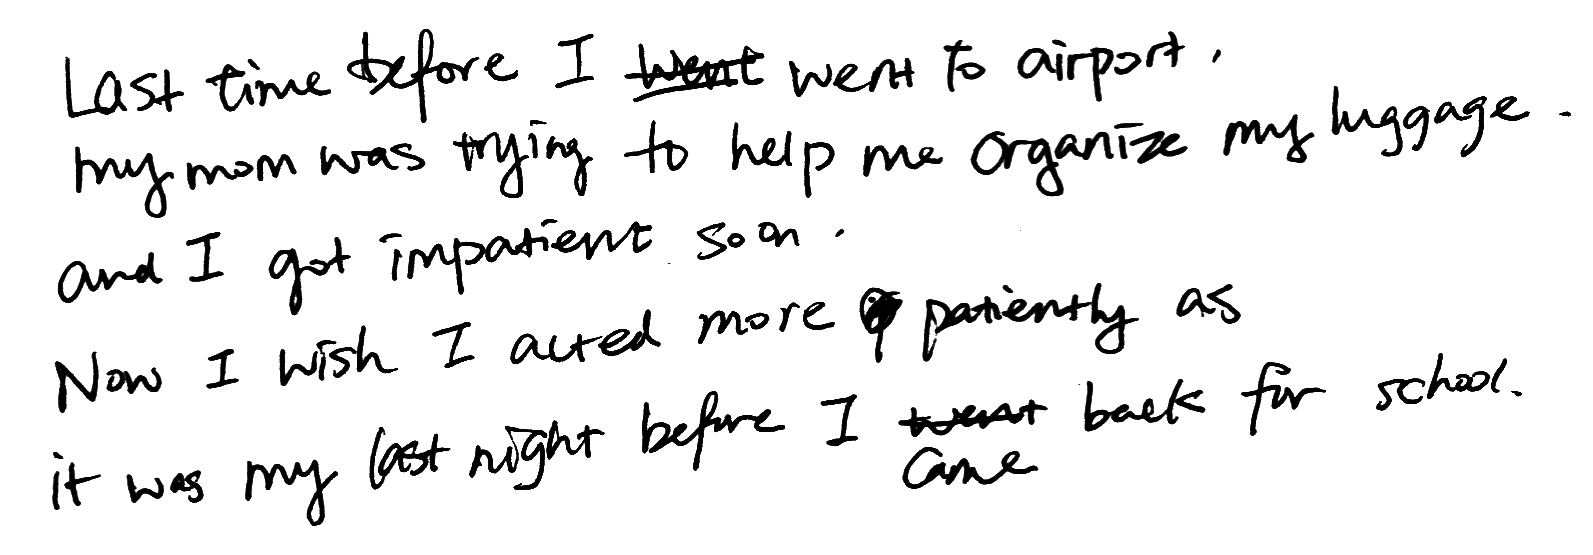 Last time before I went went to airport,
my mom was trying to help me organize my luggage.
and I got impatient soon.
Now I wish I acted more patiently as
it was my last night before I went back for school.
came